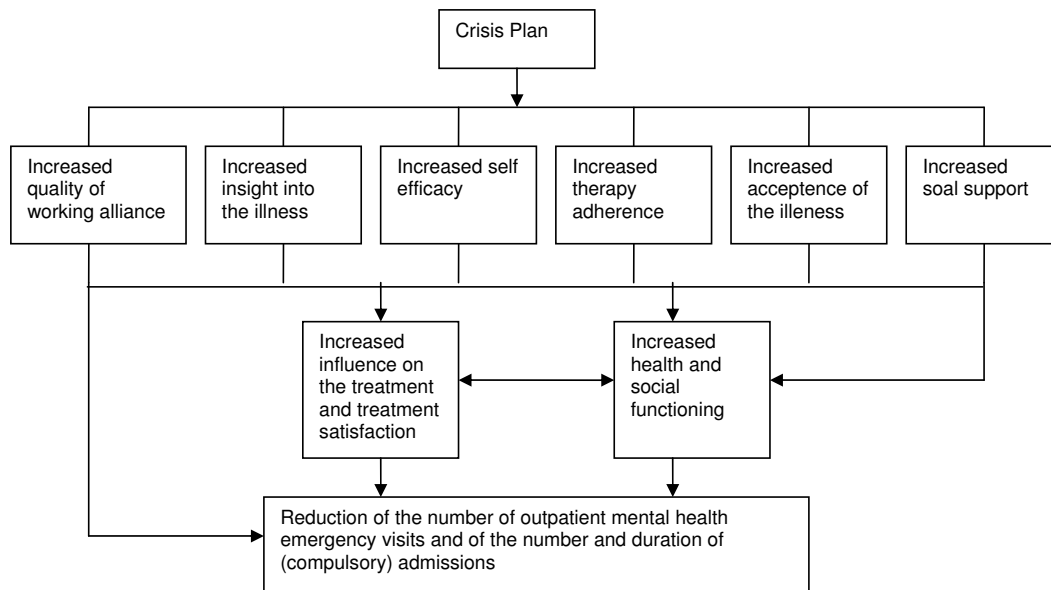 Crisis Plan
Increased
quality of
working alliance
Increased
insight into
the illness
Increased self
efficacy
Increased
therapy
adherence
Increased
acceptence of
the illeness
Increased
soal support
Increased
influence on
the treatment
and treatment
satisfaction
Increased
health and
social
functioning
Reduction of the number of outpatient mental health
emergency visits and of the number and duration of
(compulsory) admissions